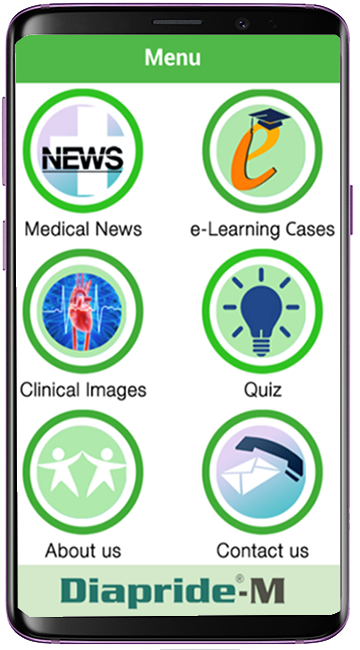 Menu
NEWS
Medical News
e
e-Learning Cases
Clinical Images
Quiz
About us
Contact us
Diapride®-M